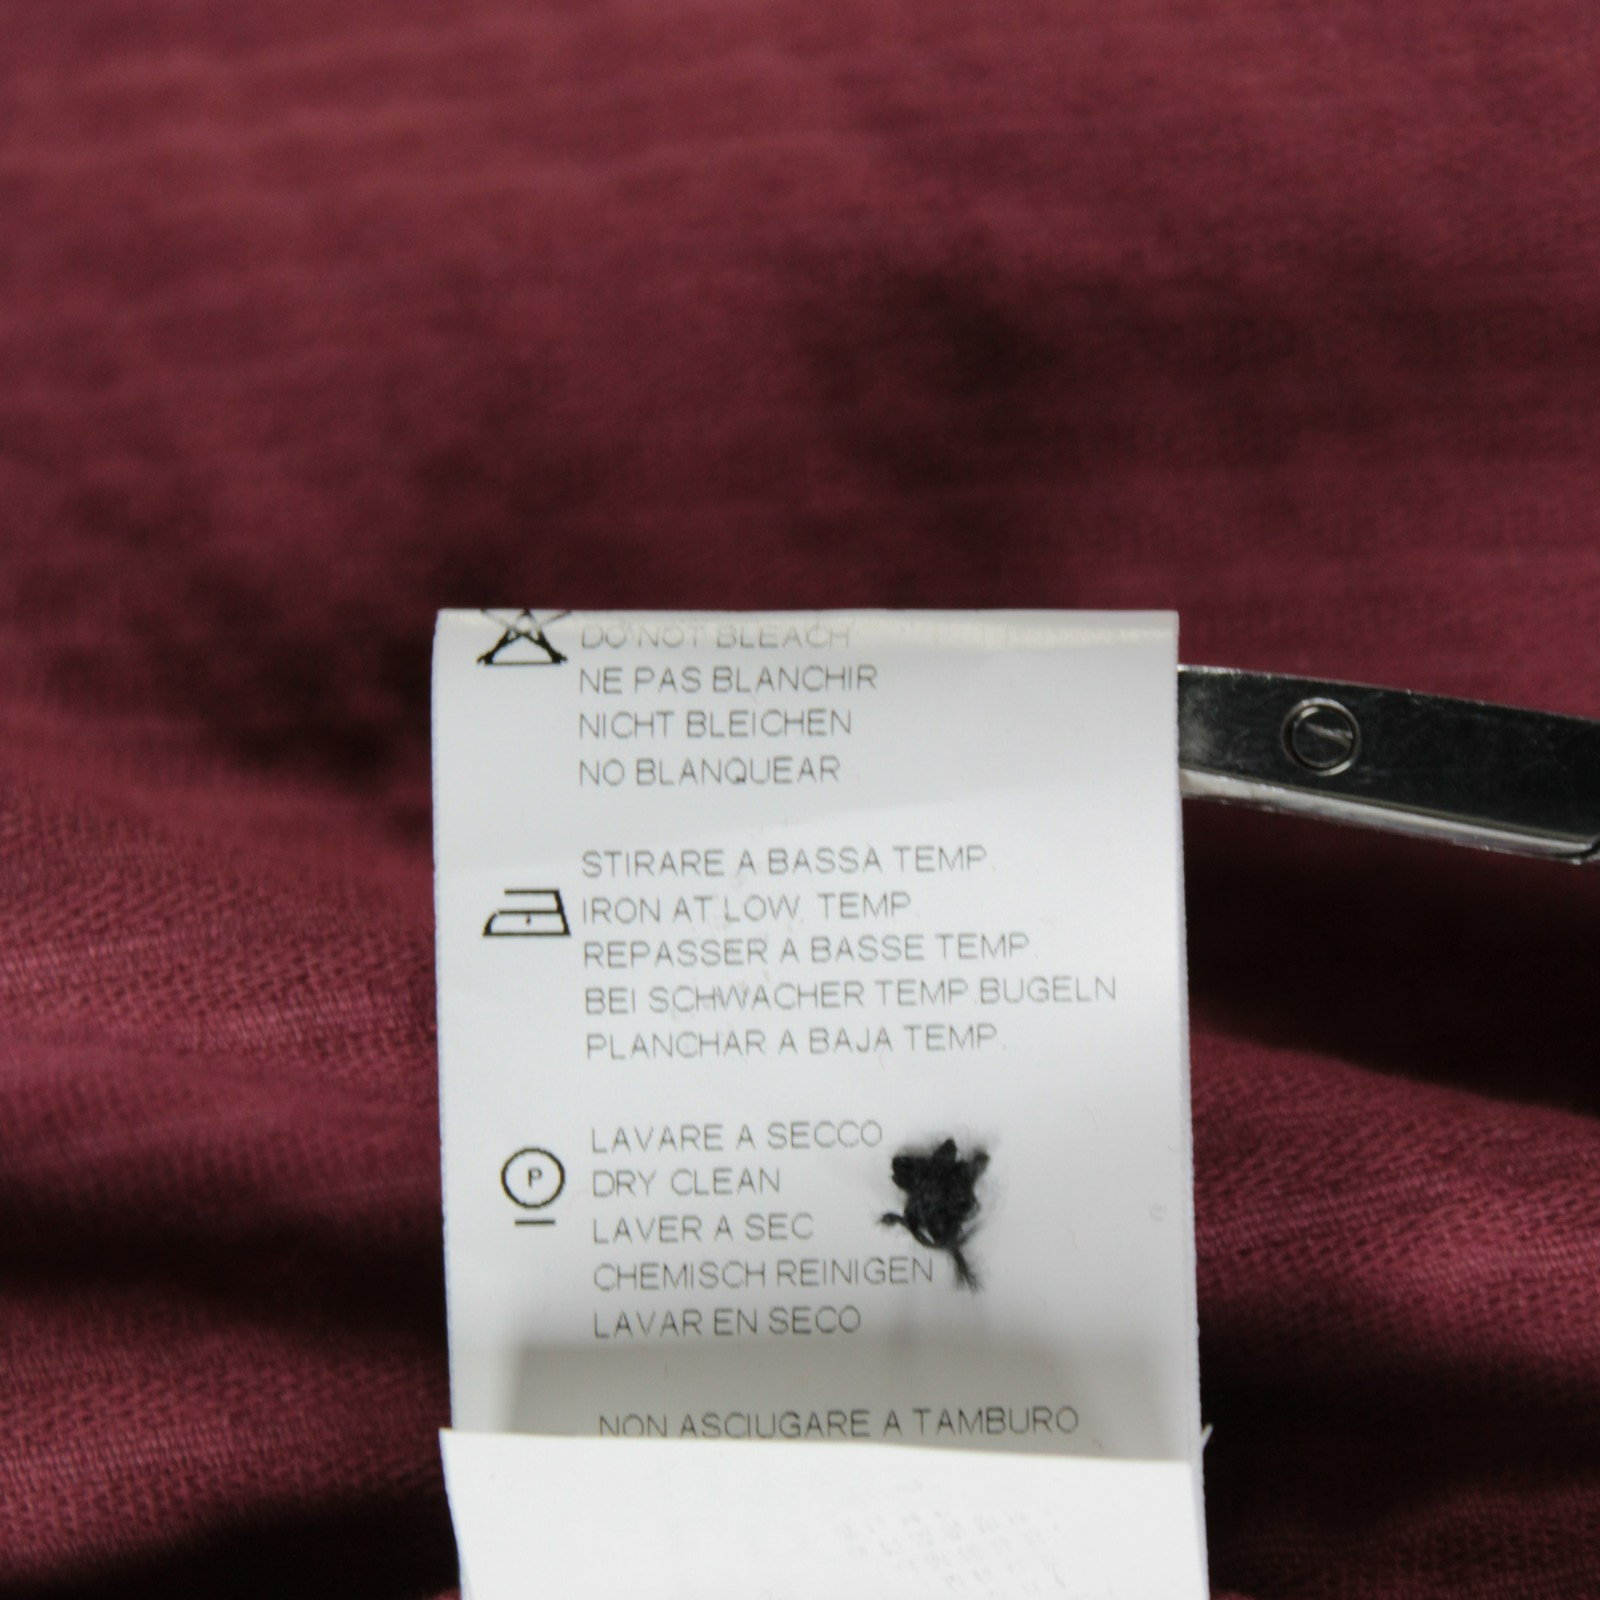 DO NOT BLEACH
NE PAS BLANCHIR
NICHT BLEICHEN
NO BLANQUEAR
STIRARE A BASSA TEMP.
IRON AT LOW. TEMP.
REPASSER A BASSE TEMP.
BEI SCHWACHER TEMP.BUGELN
PLANCHAR A BAJA TEMP.
LAVARE A SECCO
P DRY CLEAN
LAVER A SEC
CHEMISCH REINIGEN
LAVAR EN SECO
NON ASCIUGARE A TAMBURO